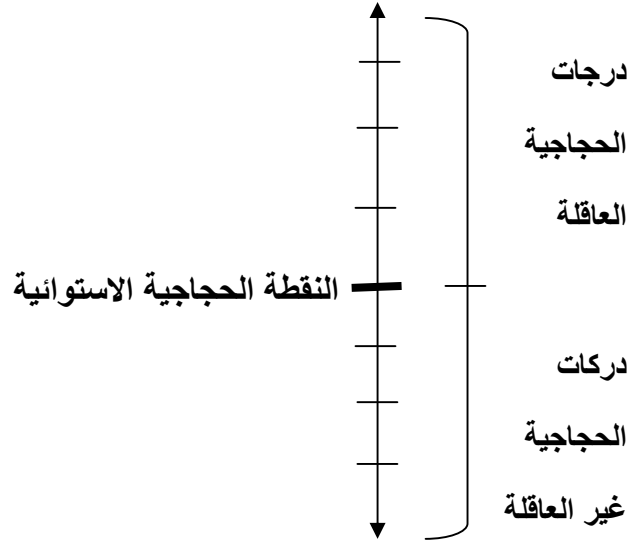 درجات
الحجاجية
العاقلة
النقطة الحجاجية الاستوائية
دركات
الحجاجية
غير العاقلة